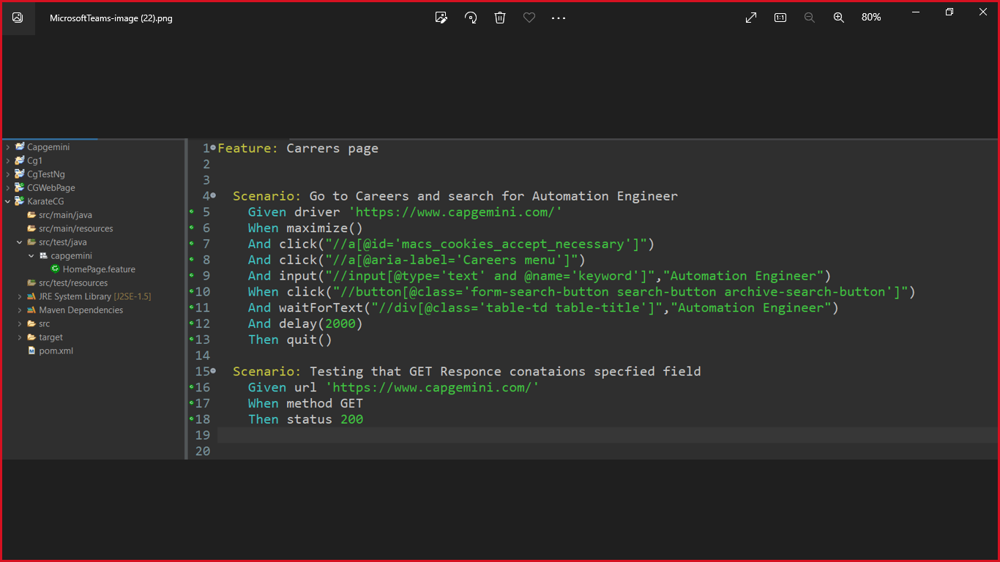 MicrosoftTeams-image (22).png
80%
Capgemini
Cg1
CgTestNg
CGWebPage
KarateCG
src/main/java
src/main/resources
src/test/java
capgemini
HomePage.feature
src/test/resources
JRE System Library [J2SE-1.5]
Maven Dependencies
src
target
pom.xml
1 Feature: Carrers page
2
3
4 Scenario: Go to Careers and search for Automation Engineer
5 Given driver 'https://www.capgemini.com/'
6 When maximize()
7 And click("//a[@id='macs_cookies_accept_necessary']")
8 And click("//a[@aria-label='Careers menu']")
9 And input("//input[@type='text' and @name='keyword']","Automation Engineer")
10 When click("//button[@class='form-search-button search-button archive-search-button']")
11 And waitForText("//div[@class='table-td table-title']","Automation Engineer")
12 And delay(2000)
13 Then quit()
14
15 Scenario: Testing that GET Responce conataions specfied field
16 Given url 'https://www.capgemini.com/'
17 When method GET
18 Then status 200
19
20